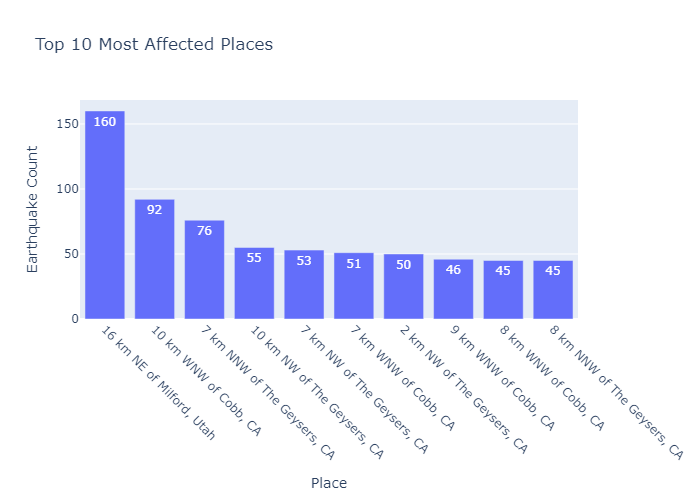 Top 10 Most Affected Places
Earthquake Count
150
100
50
0
160
92
76
55
53
51
50
46
45
45
16 km NE of Milford, Utah
10 km WNW of Cobb, CA
7 km NNW of The Geysers, CA
10 km NW of The Geysers, CA
7 km NW of The Geysers, CA
7 km WNW of Cobb, CA
2 km NW of The Geysers, CA
9 km WNW of Cobb, CA
8 km WNW of Cobb, CA
8 km NNW of The Geysers, CA
Place